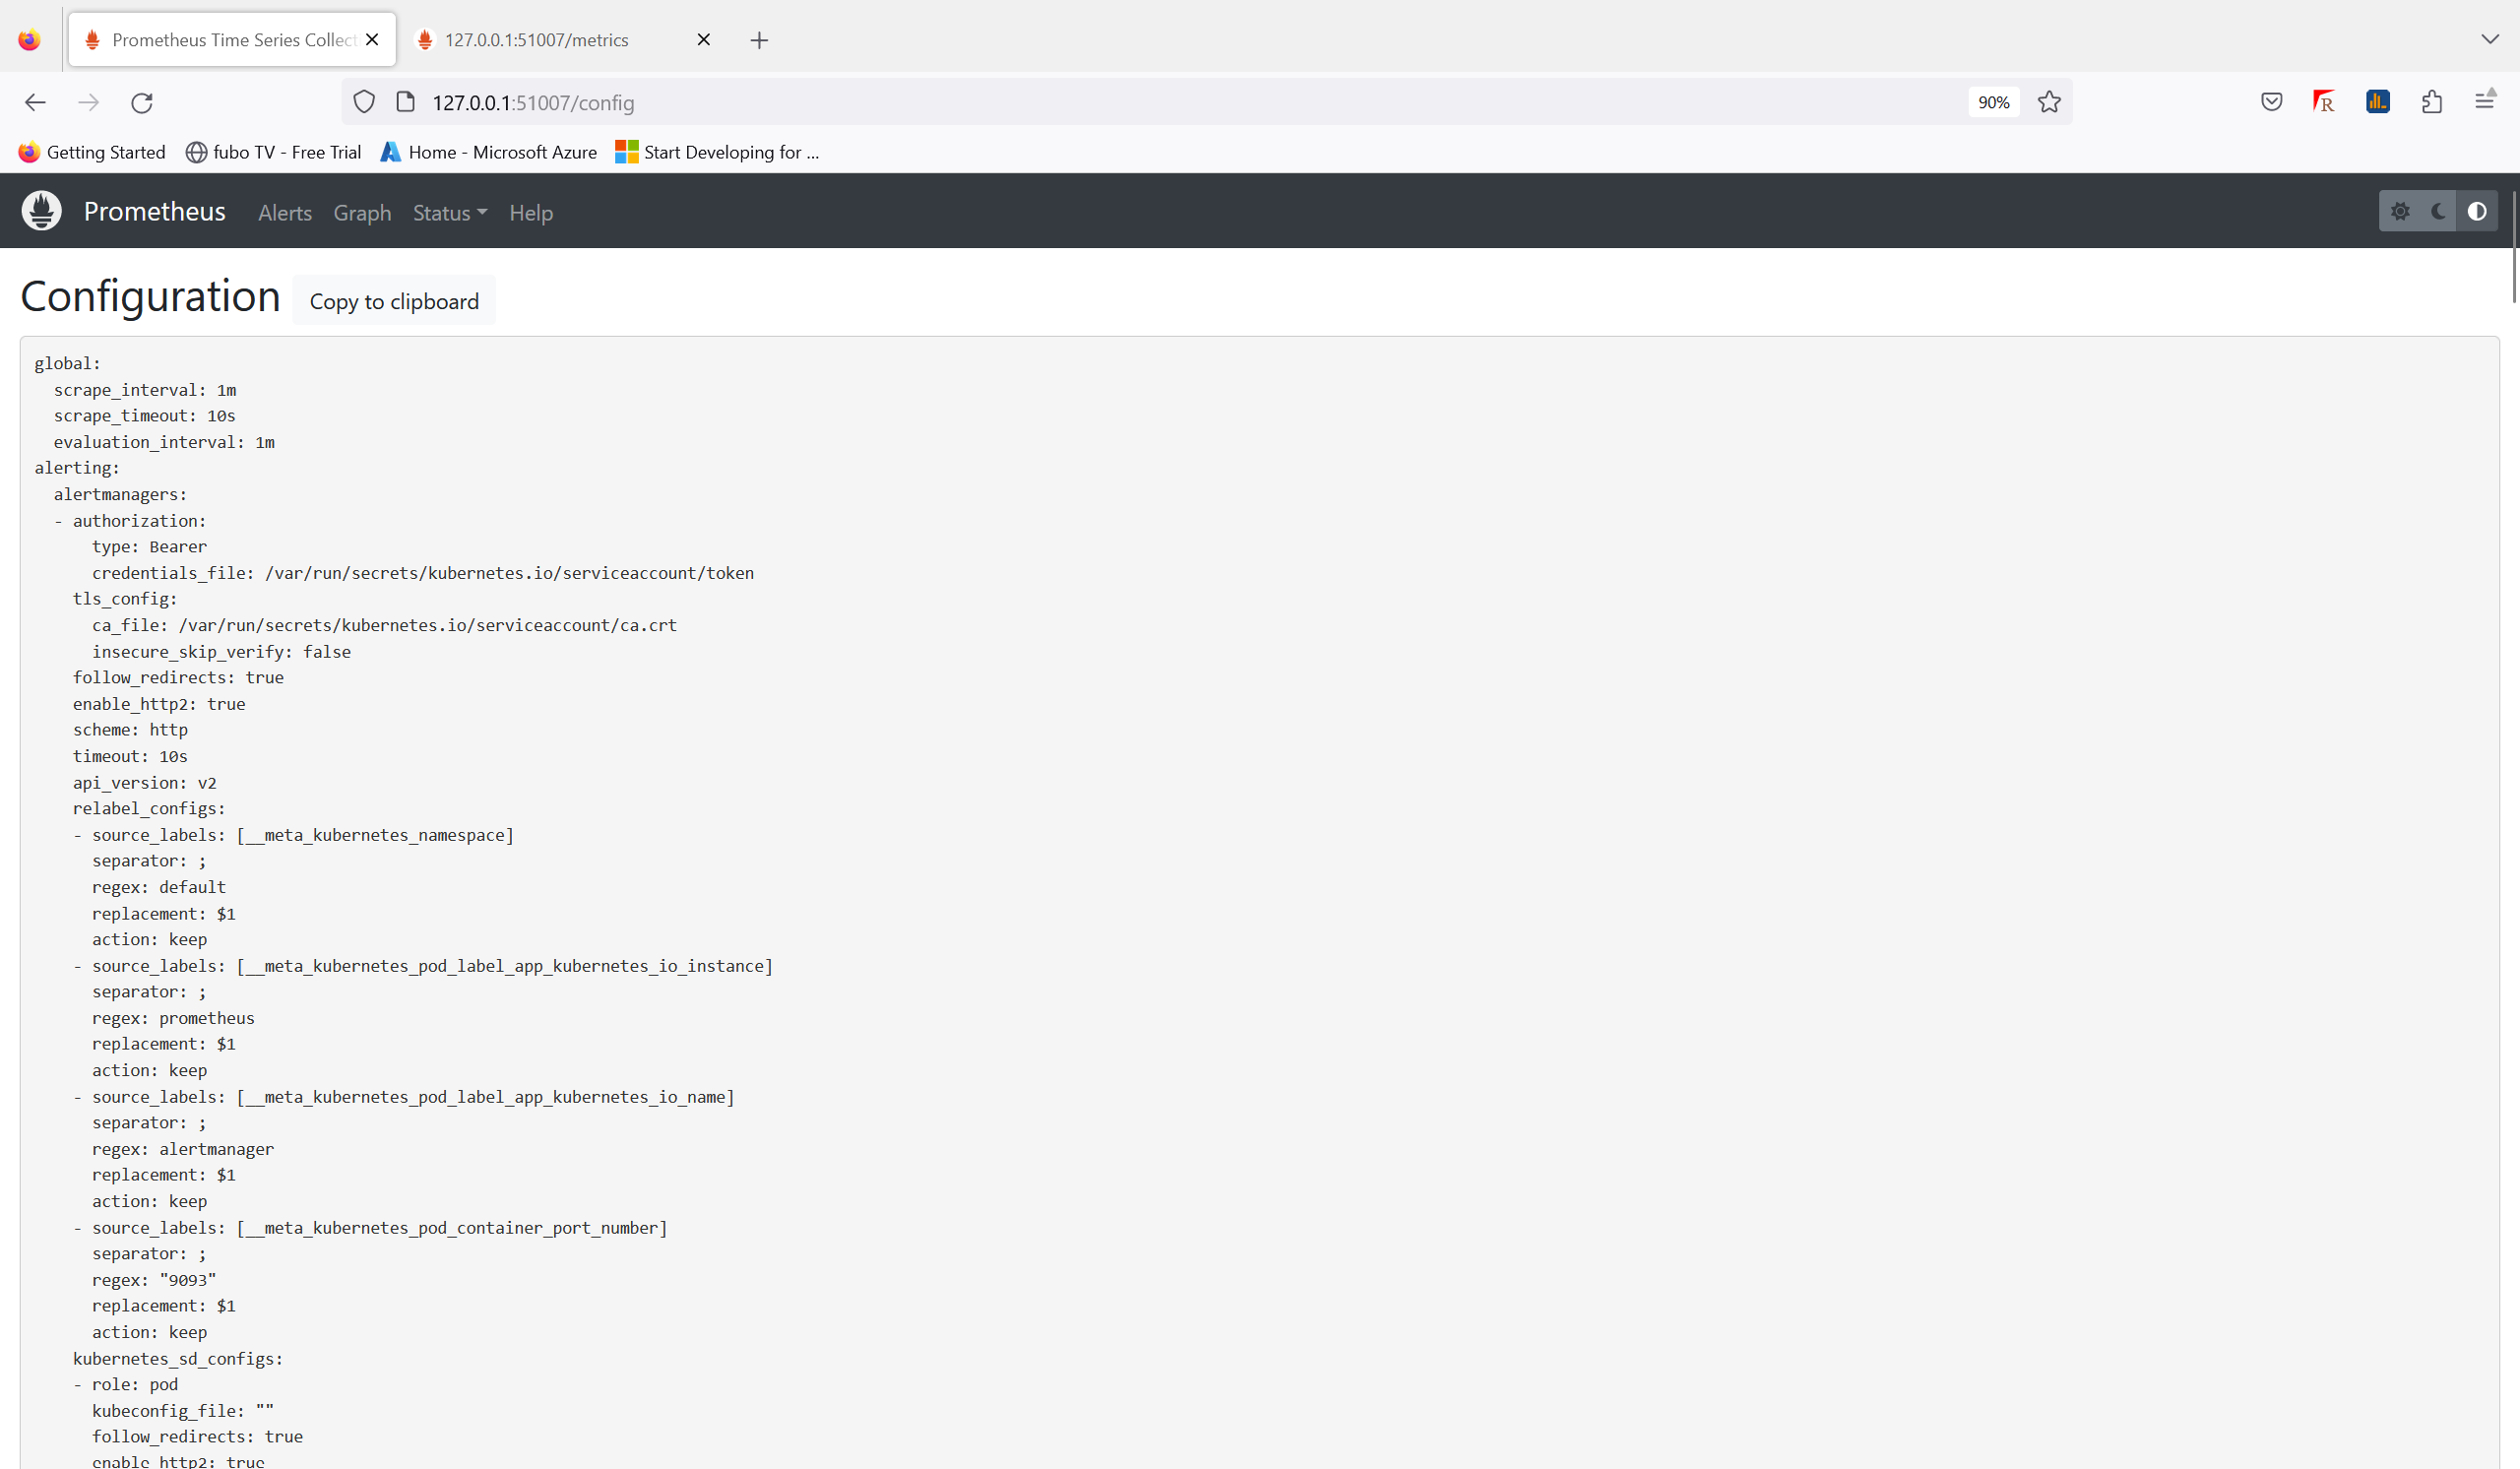 Prometheus Time Series Collect
127.0.0.1:51007/metrics
127.0.0.1:51007/config
90%
Getting Started
fubo TV - Free Trial
Home - Microsoft Azure
Start Developing for ...
Prometheus
Alerts
Graph
Status
Help
Configuration
Copy to clipboard
global:
  scrape_interval: 1m
  scrape_timeout: 10s
  evaluation_interval: 1m
alerting:
  alertmanagers:
  - authorization:
      type: Bearer
      credentials_file: /var/run/secrets/kubernetes.io/serviceaccount/token
    tls_config:
      ca_file: /var/run/secrets/kubernetes.io/serviceaccount/ca.crt
      insecure_skip_verify: false
    follow_redirects: true
    enable_http2: true
    scheme: http
    timeout: 10s
    api_version: v2
    relabel_configs:
    - source_labels: [__meta_kubernetes_namespace]
      separator: ;
      regex: default
      replacement: $1
      action: keep
    - source_labels: [__meta_kubernetes_pod_label_app_kubernetes_io_instance]
      separator: ;
      regex: prometheus
      replacement: $1
      action: keep
    - source_labels: [__meta_kubernetes_pod_label_app_kubernetes_io_name]
      separator: ;
      regex: alertmanager
      replacement: $1
      action: keep
    - source_labels: [__meta_kubernetes_pod_container_port_number]
      separator: ;
      regex: "9093"
      replacement: $1
      action: keep
    kubernetes_sd_configs:
    - role: pod
      kubeconfig_file: ""
      follow_redirects: true
      enable_http2: true